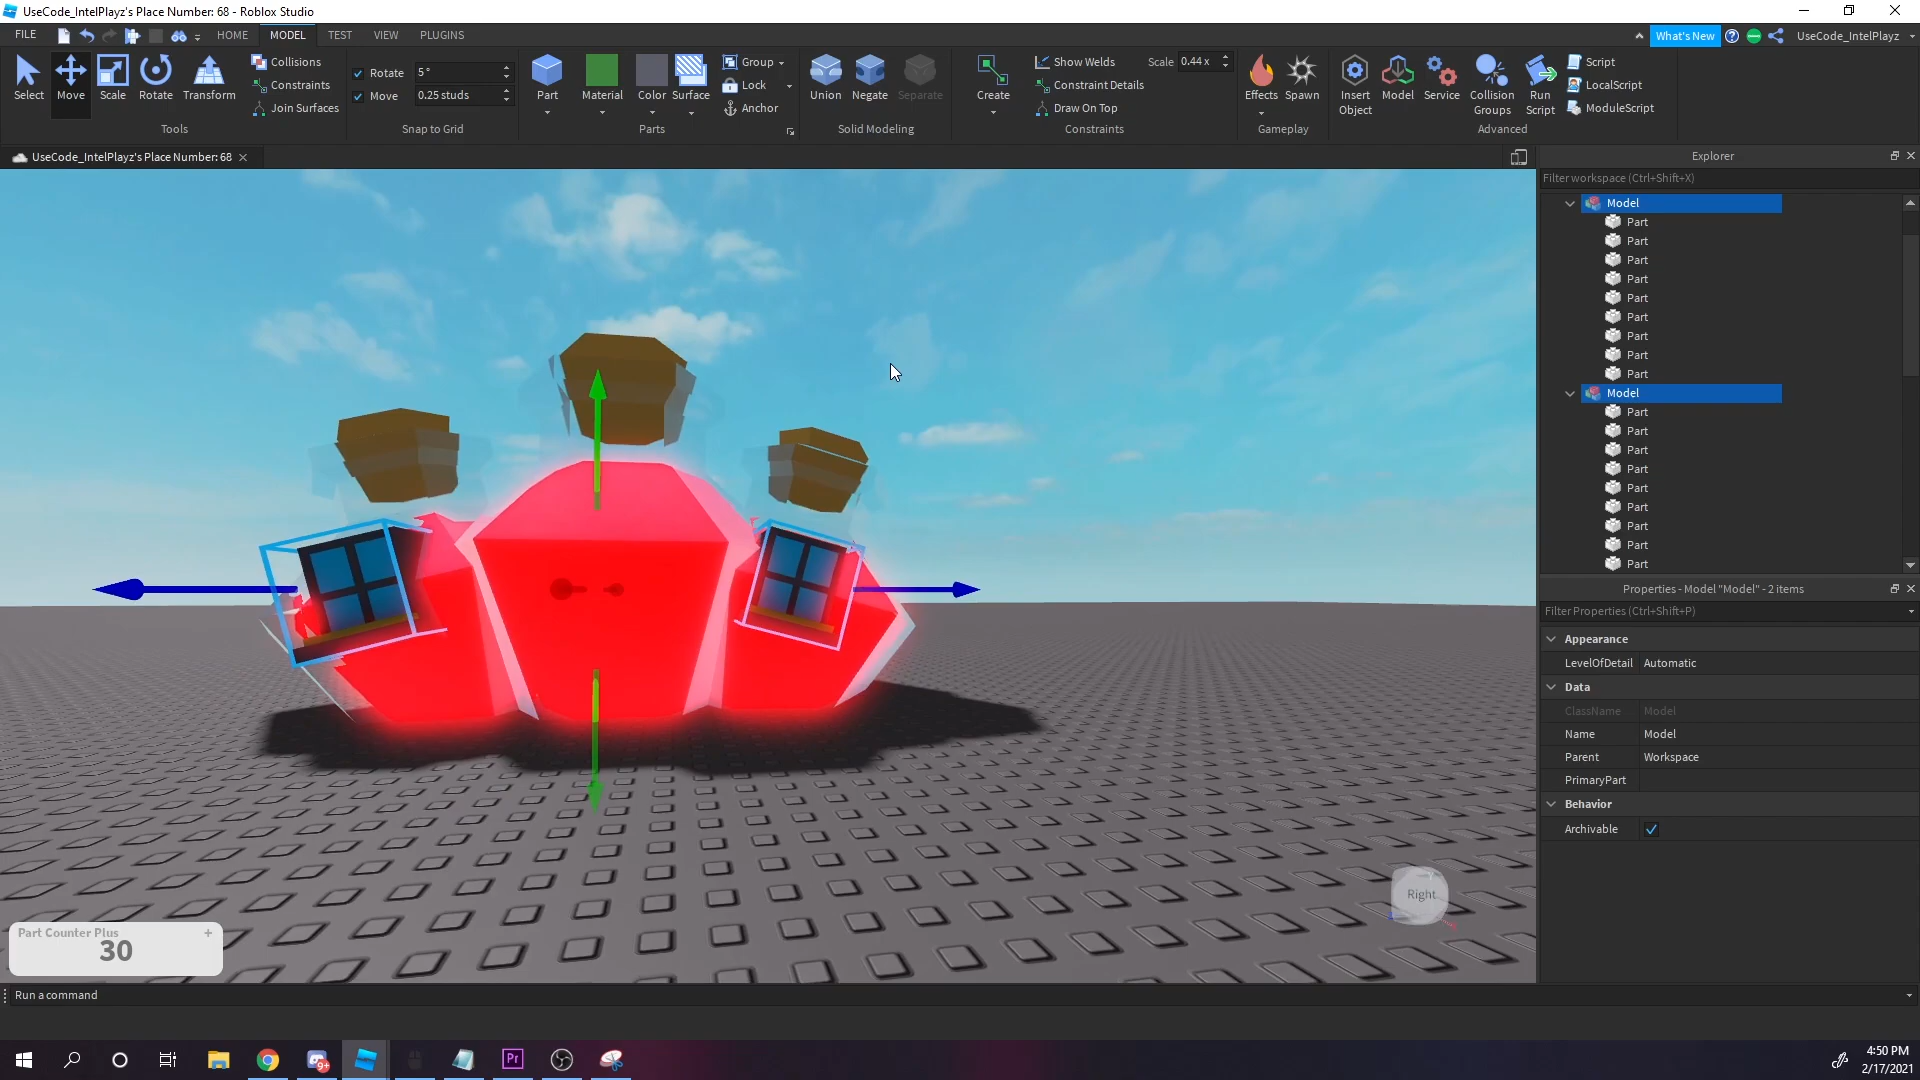 UseCode_IntelPlayz's Place Number: 68 - Roblox Studio
FILE HOME MODEL TEST VIEW PLUGINS What's New UseCode_IntelPlayz
Select Move Scale Rotate Transform
Collisions
Constraints
Join Surfaces
Tools
Rotate 5 °
Move 0.25 studs
Snap to Grid
Part Material Color Surface
Group
Lock
Anchor
Parts
Union Negate Separate
Solid Modeling
Create
Show Welds Scale 0.44 x
Constraint Details
Draw On Top
Constraints
Effects Spawn
Gameplay
Insert Object Model Service Collision Groups Run Script
Script
LocalScript
ModuleScript
Advanced
UseCode_IntelPlayz's Place Number: 68
Right
Part Counter Plus +
30
Explorer
Filter workspace (Ctrl+Shift+X)
Model
Part
Part
Part
Part
Part
Part
Part
Part
Part
Model
Part
Part
Part
Part
Part
Part
Part
Part
Part
Properties - Model "Model" - 2 items
Filter Properties (Ctrl+Shift+P)
Appearance
LevelOfDetail Automatic
Data
ClassName Model
Name Model
Parent Workspace
PrimaryPart
Behavior
Archivable
Run a command
9+
Pr
4:50 PM
2/17/2021